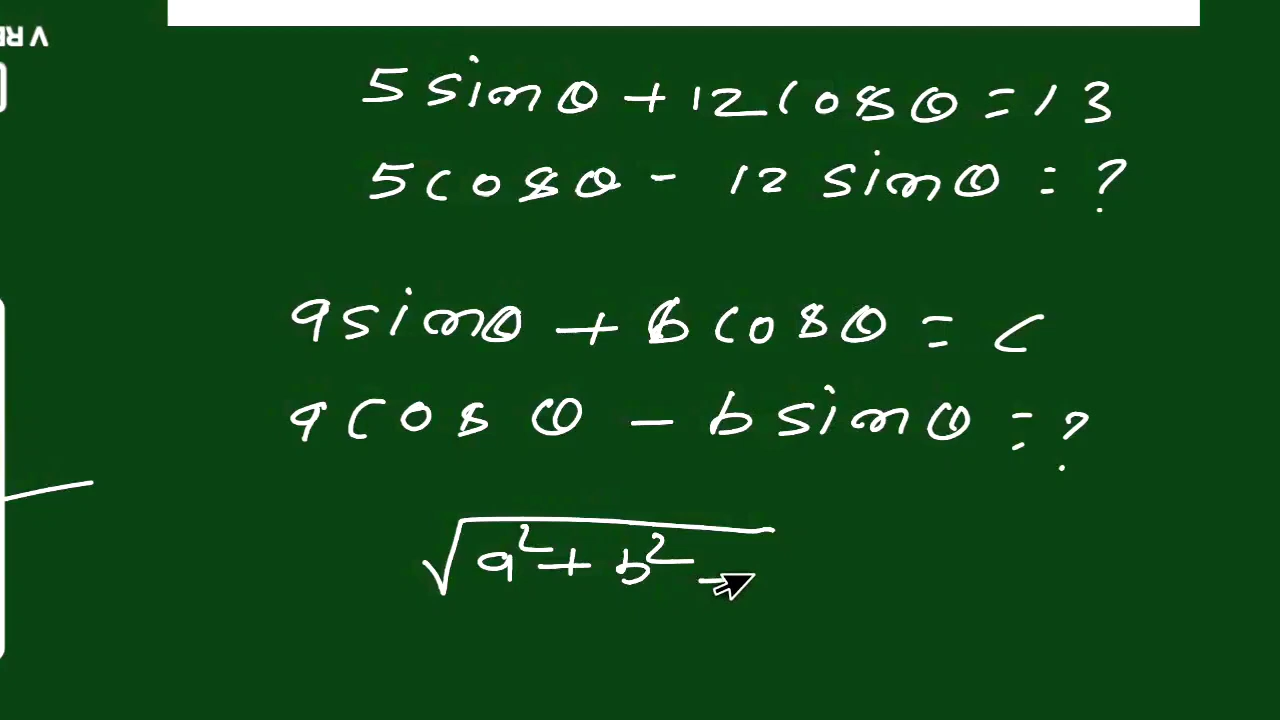 5 sinθ + 12 cosθ = 13
5 cosθ - 12 sinθ = ?
a sinθ + b cosθ = c
a cosθ - b sinθ = ?
√a² + b² -